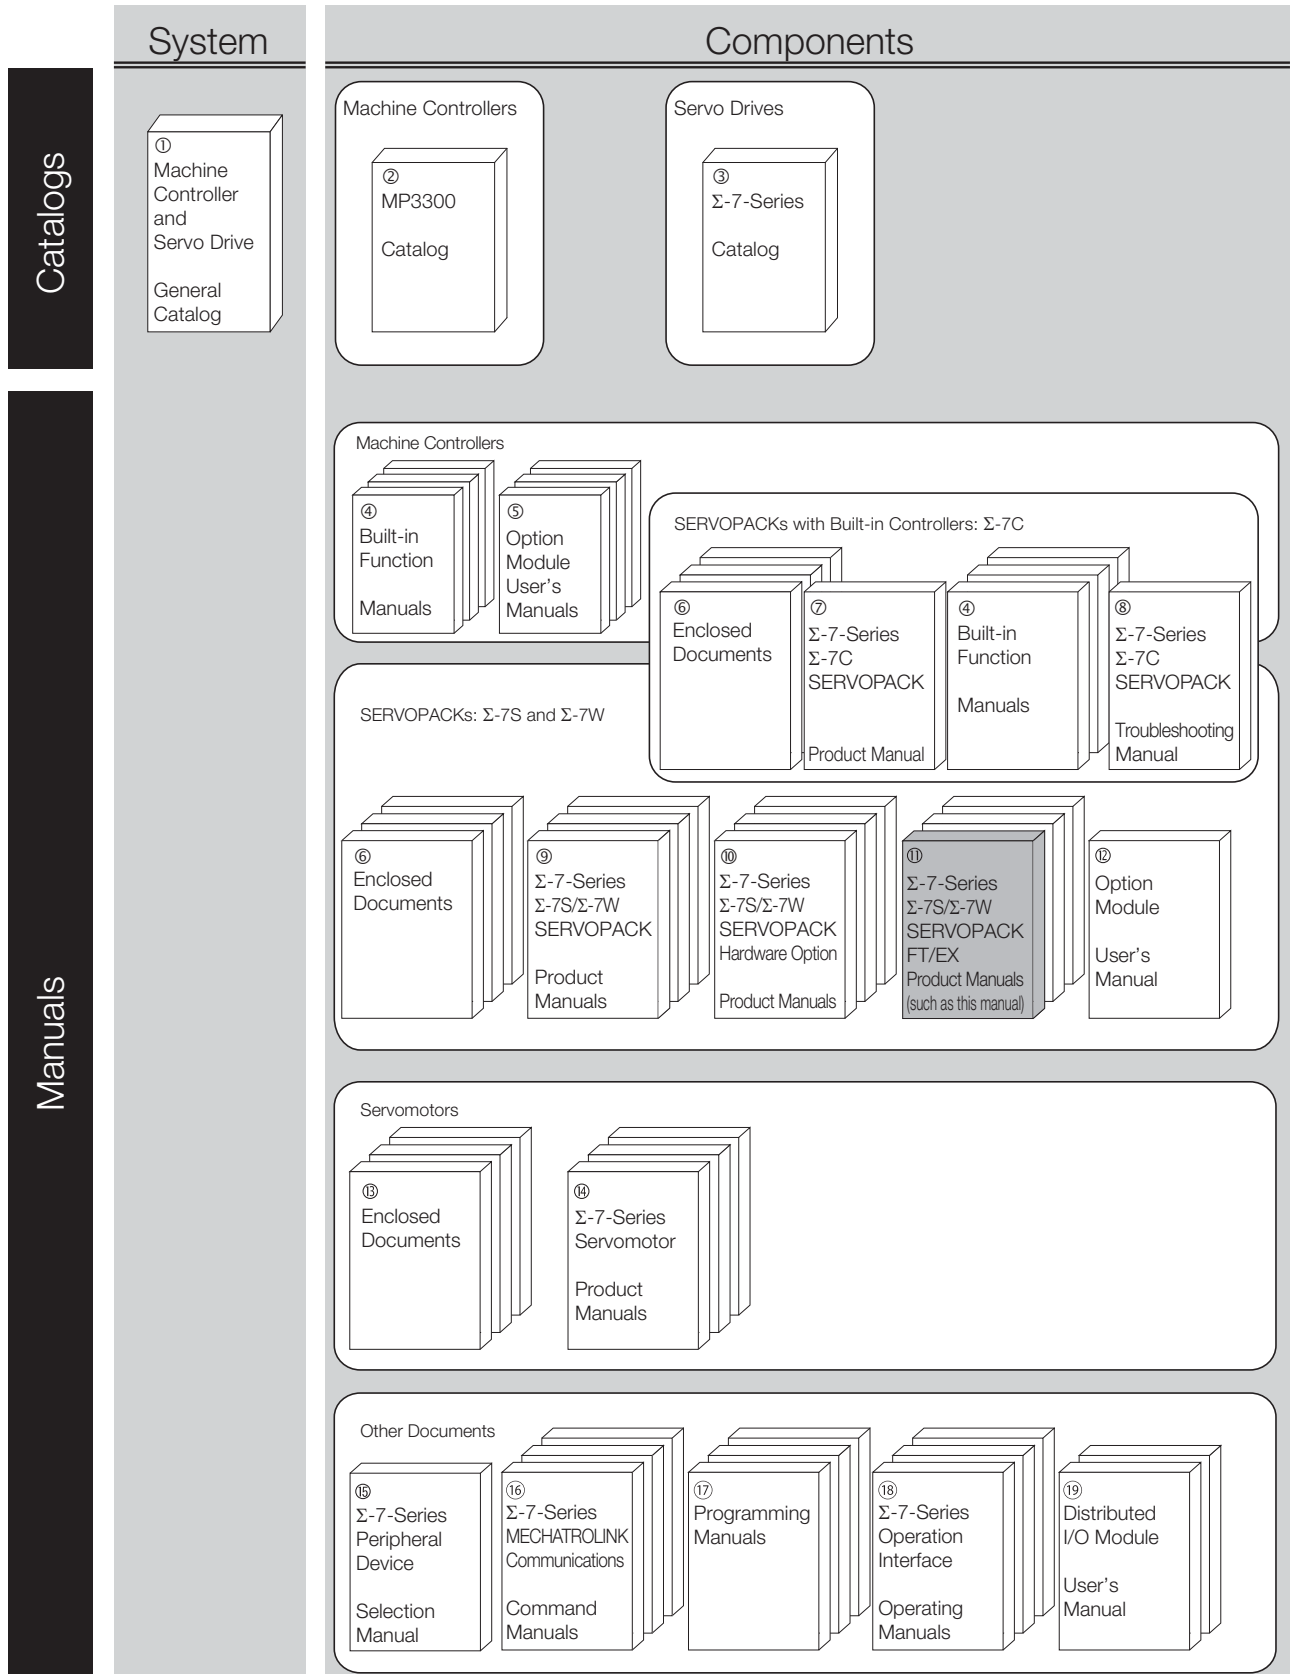 System
Components
Catalogs
①
Machine
Controller
and
Servo Drive
General
Catalog
Machine Controllers
②
MP3300
Catalog
Servo Drives
③
Σ-7-Series
Catalog
Manuals
Machine Controllers
④
Built-in
Function
Manuals
⑤
Option
Module
User's
Manuals
SERVOPACKs with Built-in Controllers: Σ-7C
⑥
Enclosed
Documents
⑦
Σ-7-Series
Σ-7C
SERVOPACK
Product Manual
④
Built-in
Function
Manuals
⑧
Σ-7-Series
Σ-7C
SERVOPACK
Troubleshooting
Manual
SERVOPACKs: Σ-7S and Σ-7W
⑥
Enclosed
Documents
⑨
Σ-7-Series
Σ-7S/Σ-7W
SERVOPACK
Product
Manuals
⑩
Σ-7-Series
Σ-7S/Σ-7W
SERVOPACK
Hardware Option
Product Manuals
⑪
Σ-7-Series
Σ-7S/Σ-7W
SERVOPACK
FT/EX
Product Manuals
(such as this manual)
⑫
Option
Module
User's
Manual
Servomotors
⑬
Enclosed
Documents
⑭
Σ-7-Series
Servomotor
Product
Manuals
Other Documents
⑮
Σ-7-Series
Peripheral
Device
Selection
Manual
⑯
Σ-7-Series
MECHATROLINK
Communications
Command
Manuals
⑰
Programming
Manuals
⑱
Σ-7-Series
Operation
Interface
Operating
Manuals
⑲
Distributed
I/O Module
User's
Manual